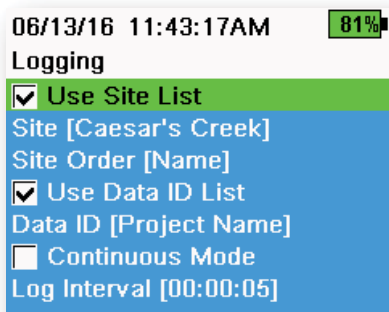 06/13/16 11:43:17AM 81%
Logging
Use Site List
Site [Caesar's Creek]
Site Order [Name]
Use Data ID List
Data ID [Project Name]
Continuous Mode
Log Interval [00:00:05]